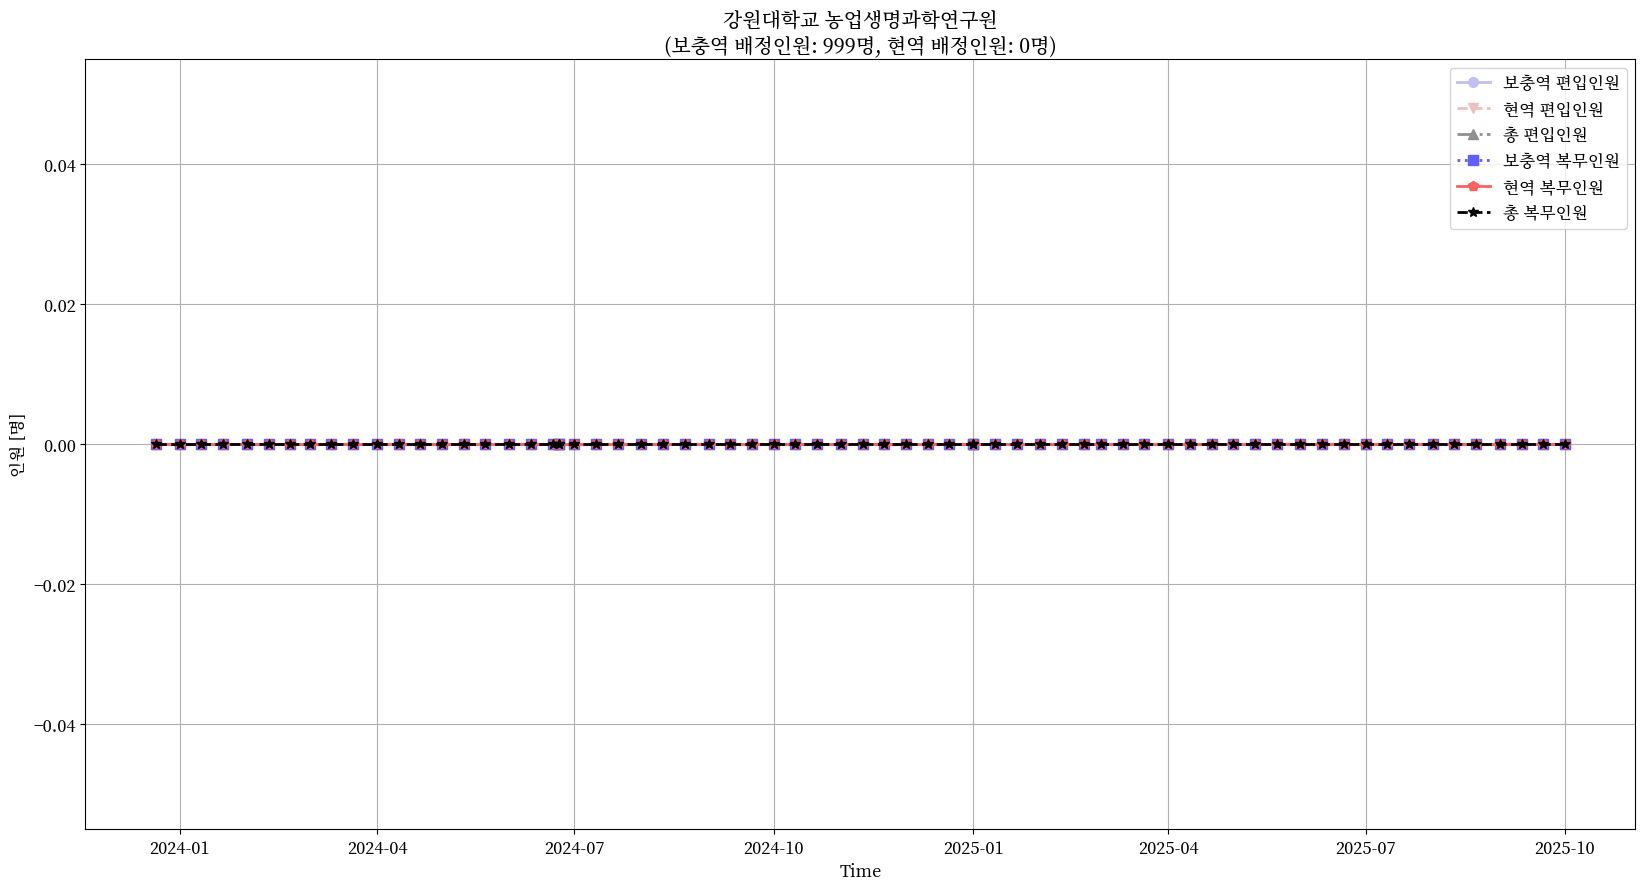 강원대학교 농업생명과학연구원
(보충역 배정인원: 999명, 현역 배정인원: 0명)
보충역 편입인원
현역 편입인원
총 편입인원
보충역 복무인원
현역 복무인원
총 복무인원
인원 [명]
0.04
0.02
0.00
−0.02
−0.04
2024-01
2024-04
2024-07
2024-10
2025-01
2025-04
2025-07
2025-10
Time